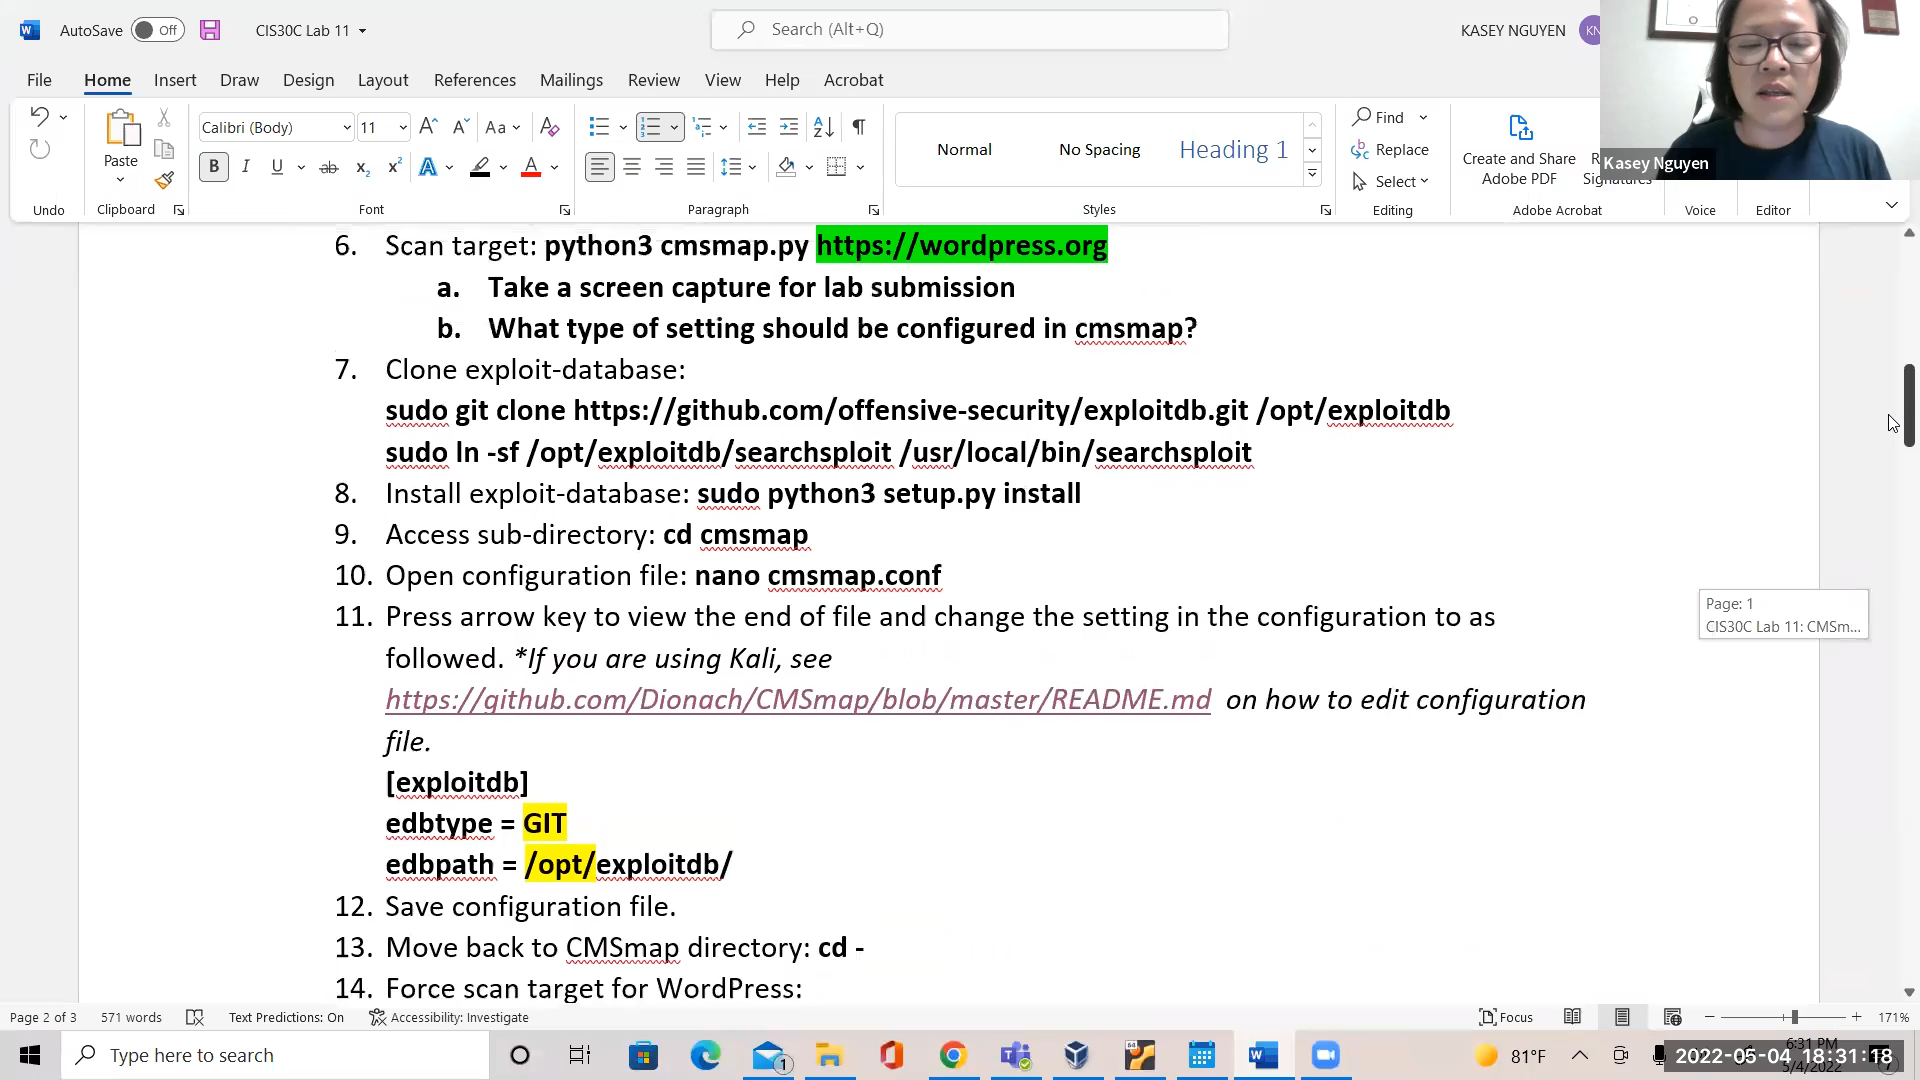 AutoSave Off CIS30C Lab 11 Search (Alt+Q) KASEY NGUYEN KN
File Home Insert Draw Design Layout References Mailings Review View Help Acrobat
Paste
Calibri (Body) 11
Normal No Spacing Heading 1
Find
Replace
Select
Create and Share
Adobe PDF
Signatures
Kasey Nguyen
Undo Clipboard Font Paragraph Styles Editing Adobe Acrobat Voice Editor
6. Scan target: python3 cmsmap.py https://wordpress.org
a. Take a screen capture for lab submission
b. What type of setting should be configured in cmsmap?
7. Clone exploit-database:
sudo git clone https://github.com/offensive-security/exploitdb.git /opt/exploitdb
sudo ln -sf /opt/exploitdb/searchsploit /usr/local/bin/searchsploit
8. Install exploit-database: sudo python3 setup.py install
9. Access sub-directory: cd cmsmap
10. Open configuration file: nano cmsmap.conf
11. Press arrow key to view the end of file and change the setting in the configuration to as
followed. *If you are using Kali, see
https://github.com/Dionach/CMSmap/blob/master/README.md on how to edit configuration
file.
[exploitdb]
edbtype = GIT
edbpath = /opt/exploitdb/
12. Save configuration file.
13. Move back to CMSmap directory: cd -
14. Force scan target for WordPress:
Page: 1
CIS30C Lab 11: CMSm...
Page 2 of 3 571 words Text Predictions: On Accessibility: Investigate Focus 171%
Type here to search 1 64 81°F
6:31 PM
2022-05-04 18:31:18
5/4/2022